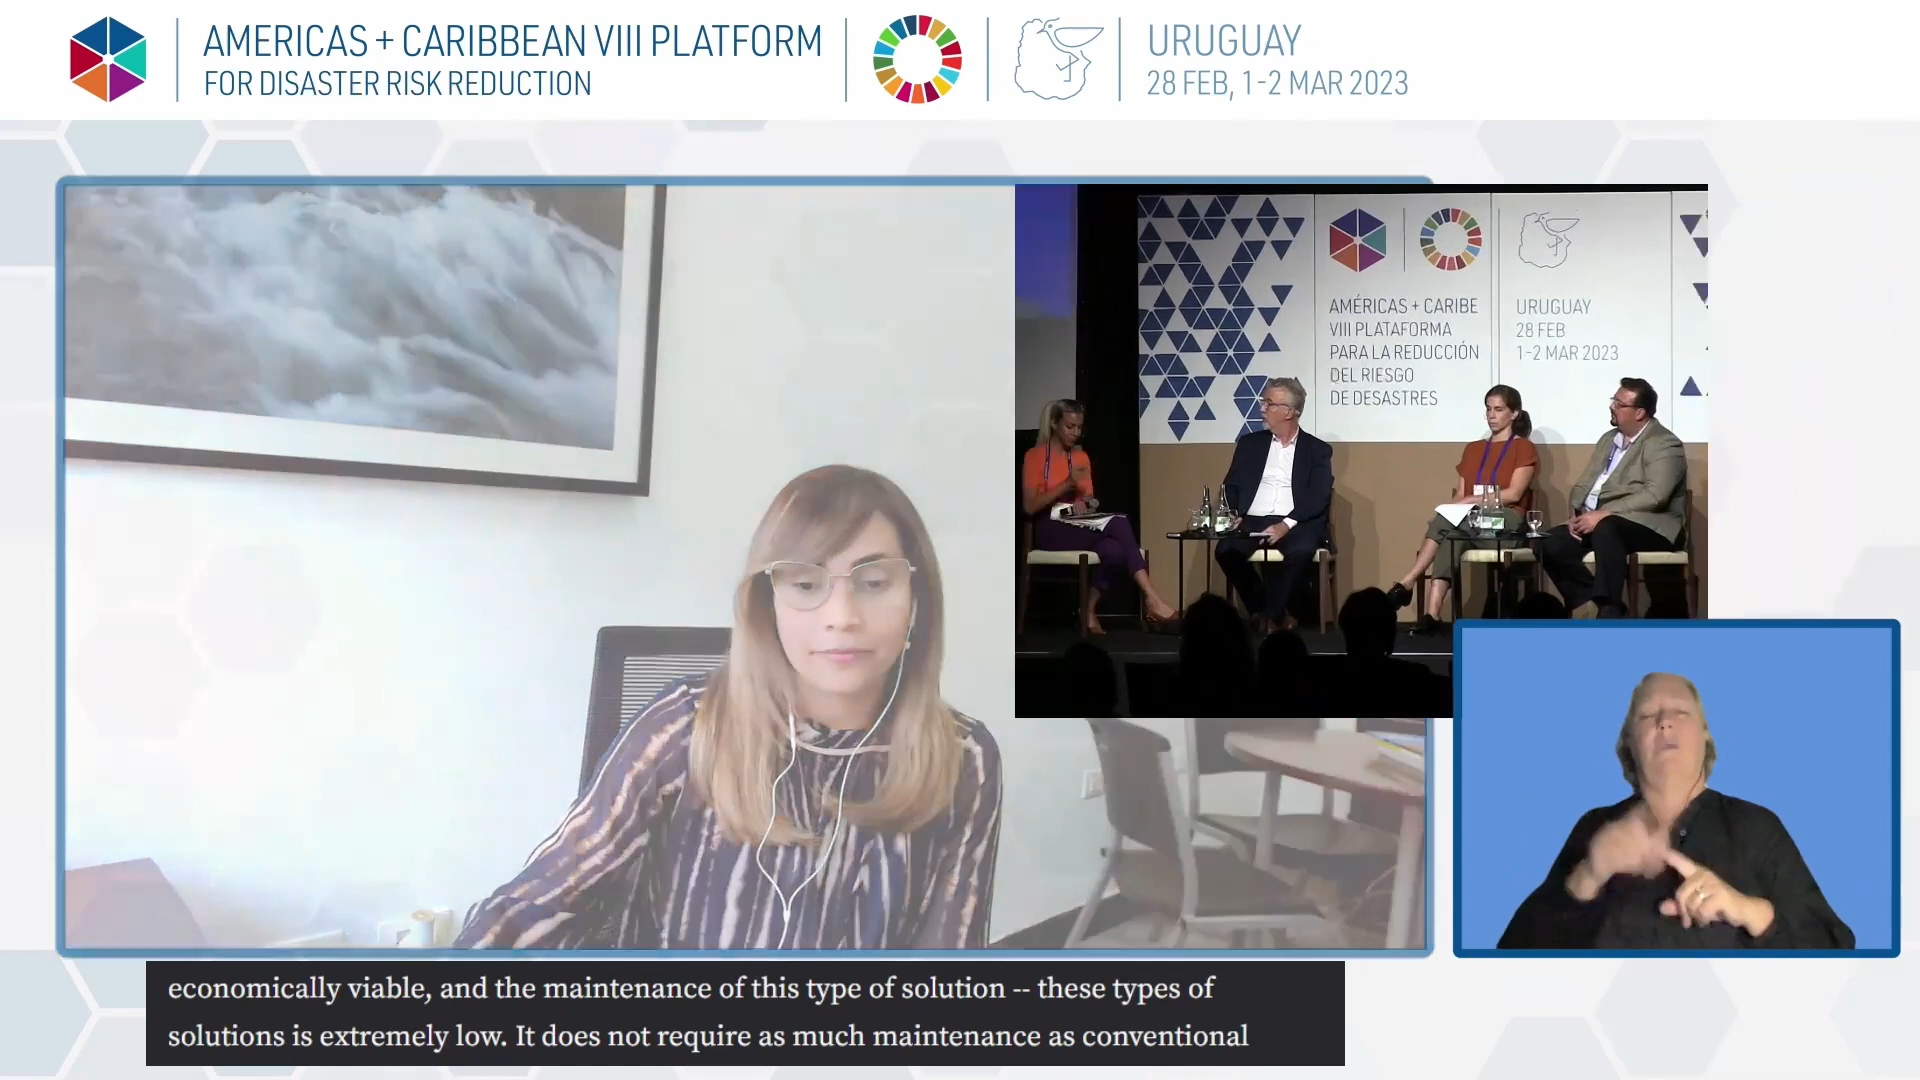 AMERICAS + CARIBBEAN VIII PLATFORM
FOR DISASTER RISK REDUCTION
URUGUAY
28 FEB, 1-2 MAR 2023
AMÉRICAS + CARIBE
VIII PLATAFORMA
PARA LA REDUCCIÓN
DEL RIESGO
DE DESASTRES
URUGUAY
28 FEB
1-2 MAR 2023
economically viable, and the maintenance of this type of solution -- these types of
solutions is extremely low. It does not require as much maintenance as conventional